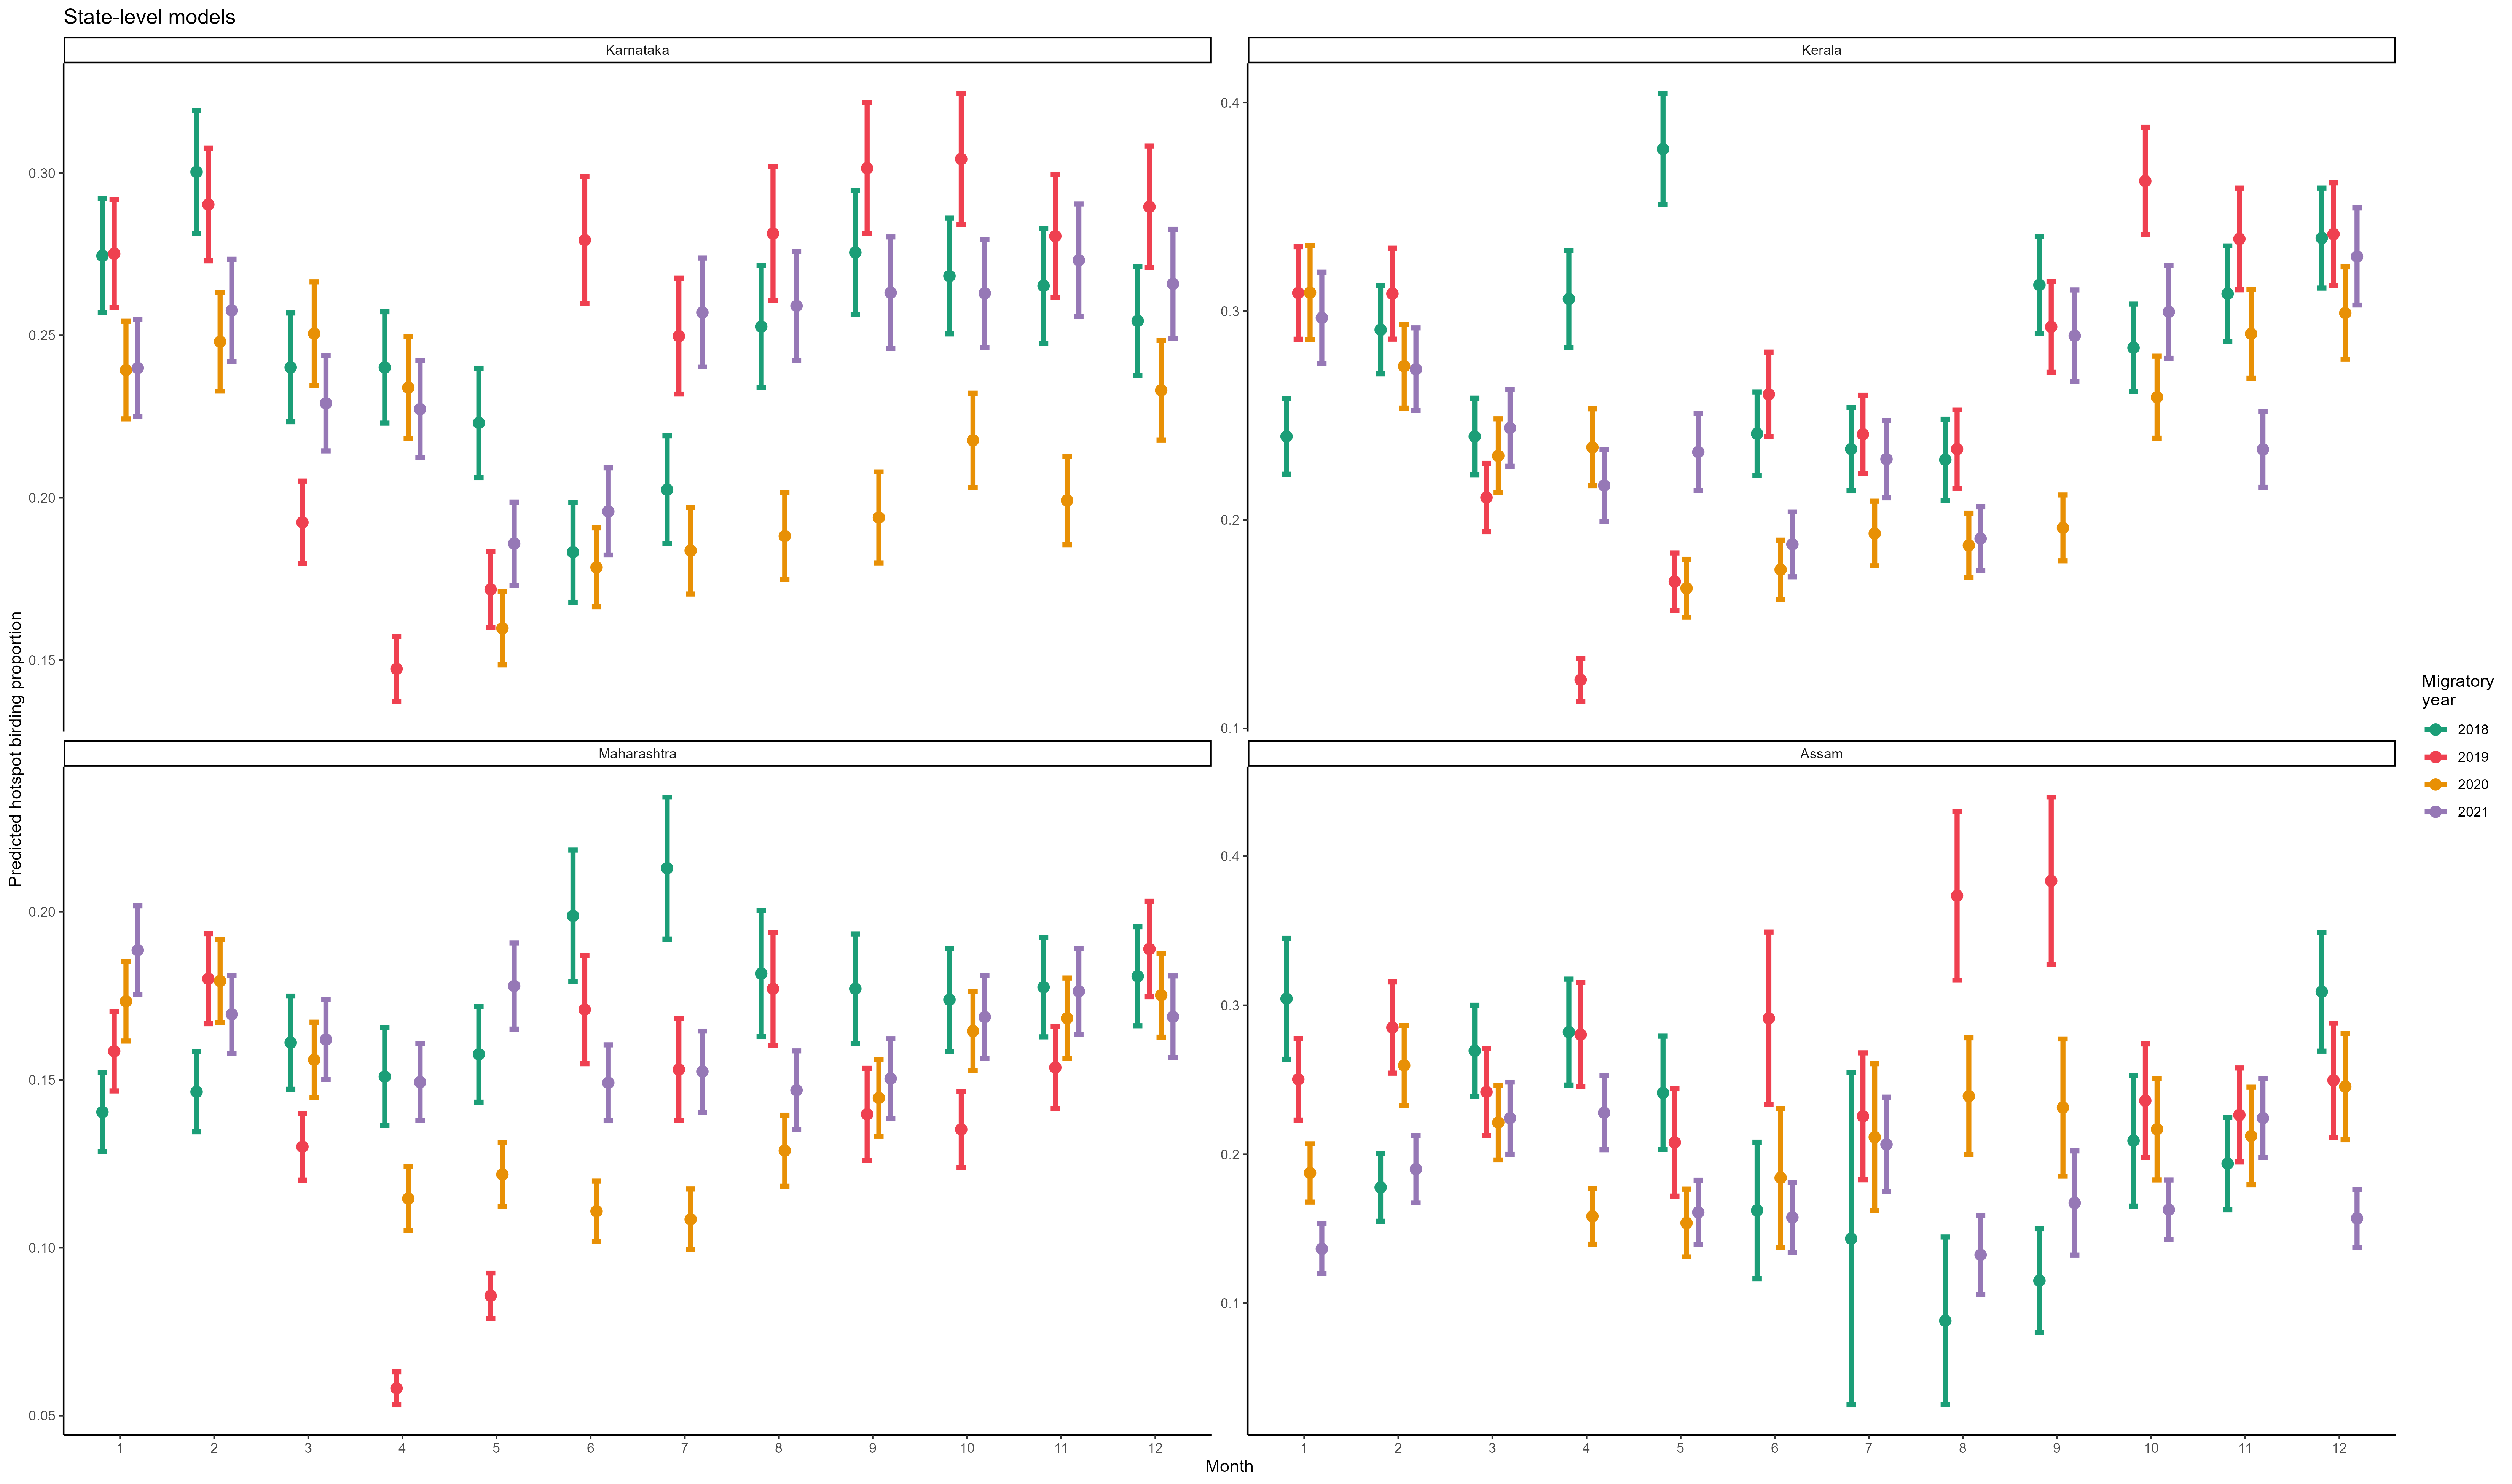 State-level models
Karnataka
Kerala
0.30
0.25
0.20
0.15
0.4
0.3
0.2
0.1
Maharashtra
Assam
0.20
0.15
0.10
0.05
0.4
0.3
0.2
0.1
1 2 3 4 5 6 7 8 9 10 11 12
1 2 3 4 5 6 7 8 9 10 11 12
Month
Predicted hotspot birding proportion
Migratory
year
2018
2019
2020
2021